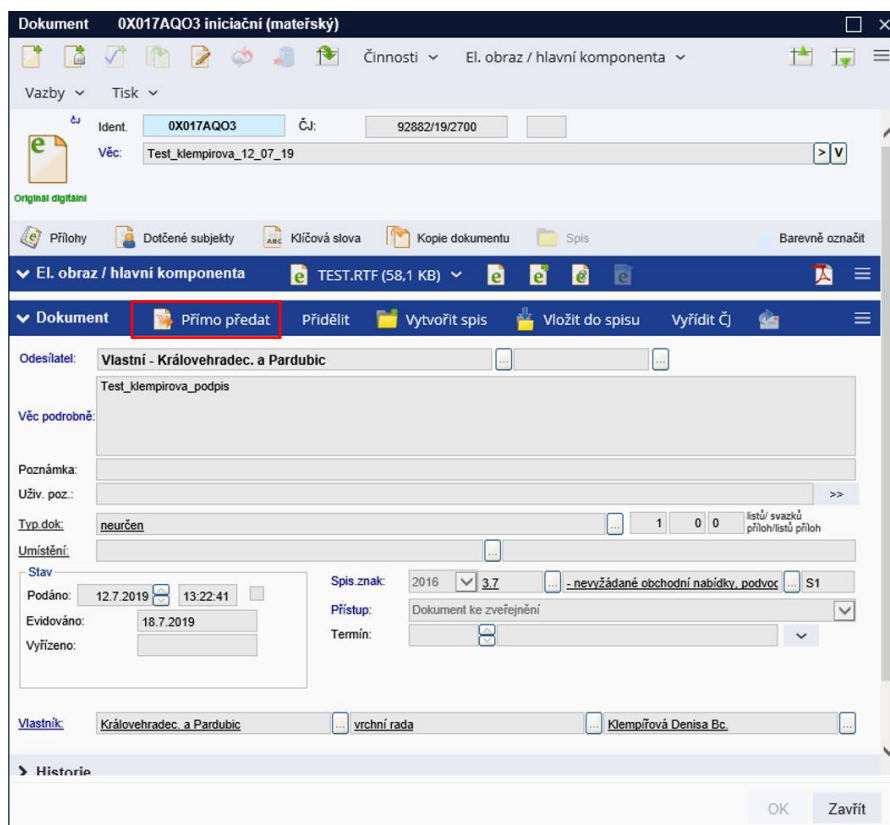 Dokument 0X017AQO3 iniciační (mateřský)
Činnosti El. obraz / hlavní komponenta
Vazby Tisk
čj
Ident. 0X017AQO3 ČJ: 92882/19/2700
Věc: Test_klempirova_12_07_19 > V
Originál digitální
Přílohy Dotčené subjekty ABC Klíčová slova Kopie dokumentu Spis Barevně označit
El. obraz / hlavní komponenta TEST.RTF (58,1 KB)
Dokument Přímo předat Přidělit Vytvořit spis Vložit do spisu Vyřídit ČJ
Odesílatel: Vlastní - Královehradec. a Pardubic ... ...
Věc podrobně: Test_klempirova_podpis
Poznámka:
Uživ. poz.: >>
Typ.dok: neurčen ... 1 0 0 listů/ svazků
příloh/listů příloh
Umístění: ...
Stav
Podáno: 12.7.2019 13:22:41
Evidováno: 18.7.2019
Vyřízeno:
Spis.znak: 2016 3.7 ... - nevyžádané obchodní nabídky, podvoc ... S1
Přístup: Dokument ke zveřejnění
Termín:
Vlastník: Královehradec. a Pardubic ... vrchní rada ... Klempířová Denisa Bc. ...
Historie
OK Zavřít